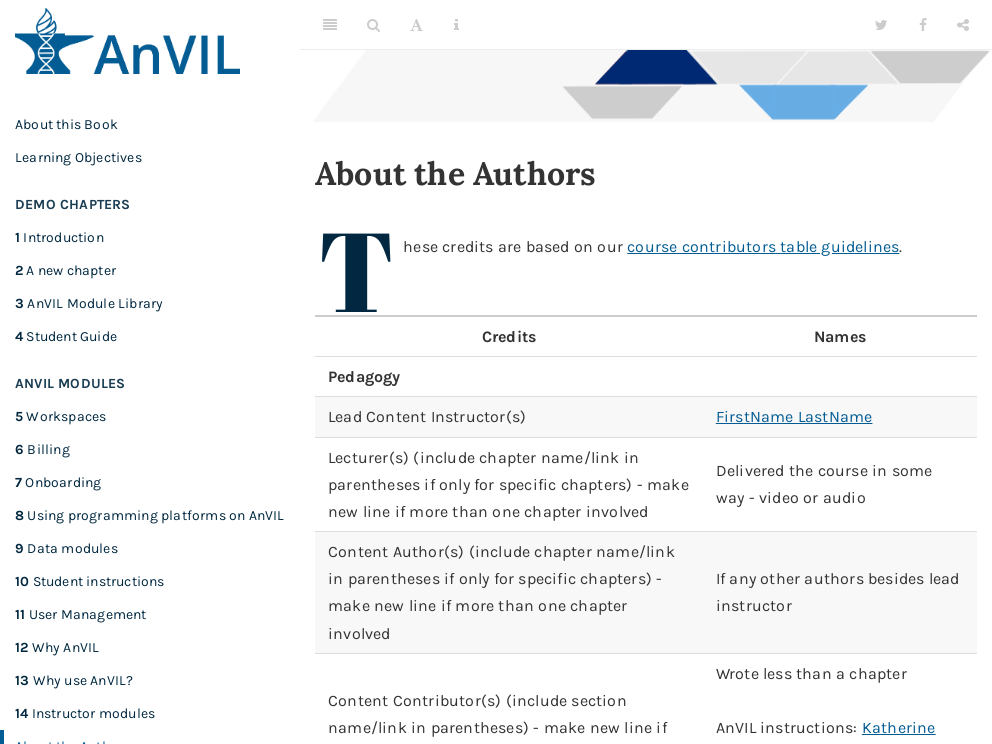 AnVIL
About this Book
Learning Objectives
DEMO CHAPTERS
1 Introduction
2 A new chapter
3 AnVIL Module Library
4 Student Guide
ANVIL MODULES
5 Workspaces
6 Billing
7 Onboarding
8 Using programming platforms on AnVIL
9 Data modules
10 Student instructions
11 User Management
12 Why AnVIL
13 Why use AnVIL?
14 Instructor modules
About the Authors
These credits are based on our course contributors table guidelines.
Credits Names
Pedagogy
Lead Content Instructor(s) FirstName LastName
Lecturer(s) (include chapter name/link in
parentheses if only for specific chapters) - make
new line if more than one chapter involved
Delivered the course in some
way - video or audio
Content Author(s) (include chapter name/link
in parentheses if only for specific chapters) -
make new line if more than one chapter
involved
If any other authors besides lead
instructor
Content Contributor(s) (include section
name/link in parentheses) - make new line if
Wrote less than a chapter
AnVIL instructions: Katherine